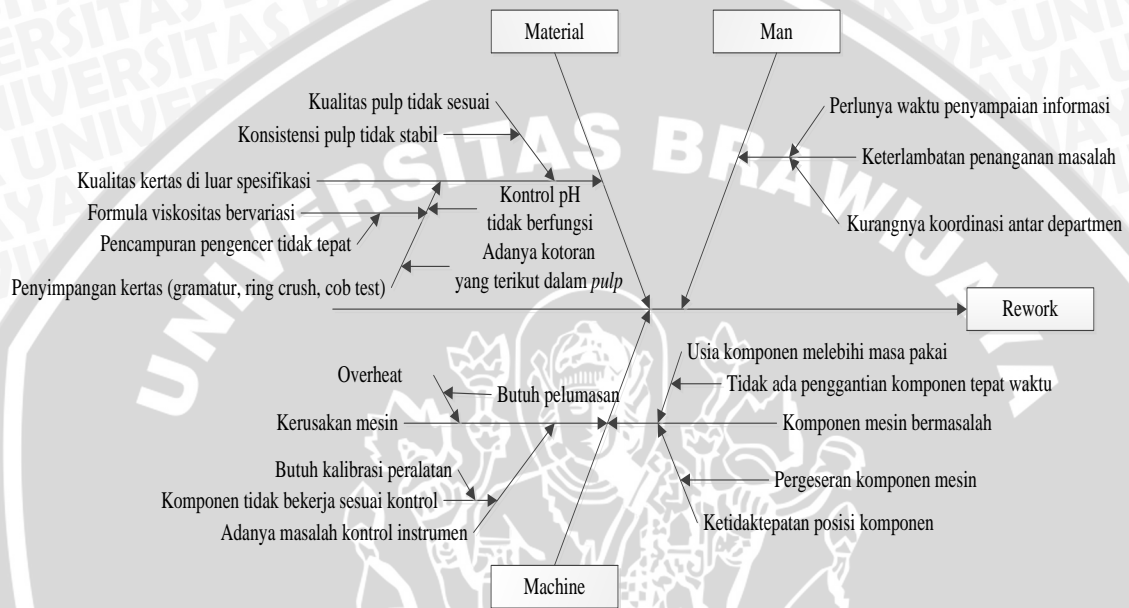 Material
Man
Kualitas pulp tidak sesuai
Konsistensi pulp tidak stabil
Kualitas kertas di luar spesifikasi
Formula viskositas bervariasi
Pencampuran pengencer tidak tepat
Kontrol pH
tidak berfungsi
Adanya kotoran
yang terikut dalam pulp
Penyimpangan kertas (gramatur, ring crush, cob test)
Perlunya waktu penyampaian informasi
Keterlambatan penanganan masalah
Kurangnya koordinasi antar departmen
Rework
Overheat
Butuh pelumasan
Kerusakan mesin
Butuh kalibrasi peralatan
Komponen tidak bekerja sesuai kontrol
Adanya masalah kontrol instrumen
Usia komponen melebihi masa pakai
Tidak ada penggantian komponen tepat waktu
Komponen mesin bermasalah
Pergeseran komponen mesin
Ketidaktepatan posisi komponen
Machine
UNIVERSITAS BRAWIJAYA